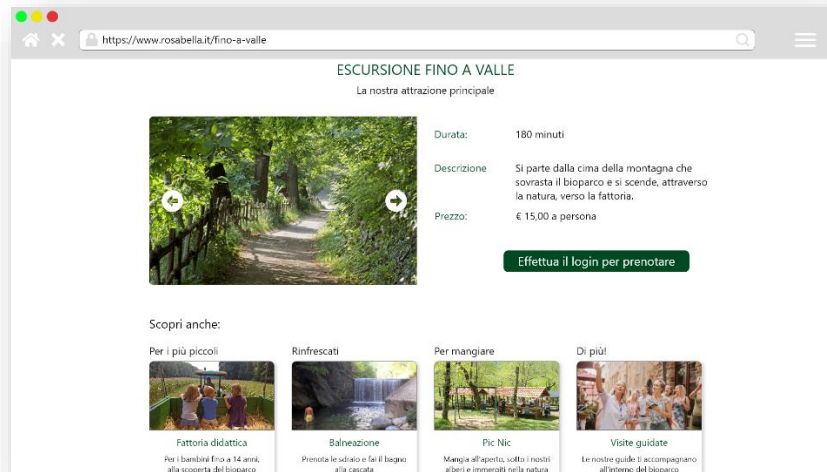 https://www.rosabella.it/fino-a-valle
ESCURSIONE FINO A VALLE
La nostra attrazione principale
Durata: 180 minuti
Descrizione Si parte dalla cima della montagna che
sovrasta il bioparco e si scende, attraverso
la natura, verso la fattoria.
Prezzo: € 15,00 a persona
Effettua il login per prenotare
Scopri anche:
Per i più piccoli
Rinfrescati
Per mangiare
Di più!
Fattoria didattica
Per i bambini fino a 14 anni,
alla scoperta del bioparco
Balneazione
Prenota le sdraio e fai il bagno
alla cascata
Pic Nic
Mangia all'aperto, sotto i nostri
alberi e immergiti nella natura
Visite guidate
Le nostre guide ti accompagnano
all'interno del bioparco